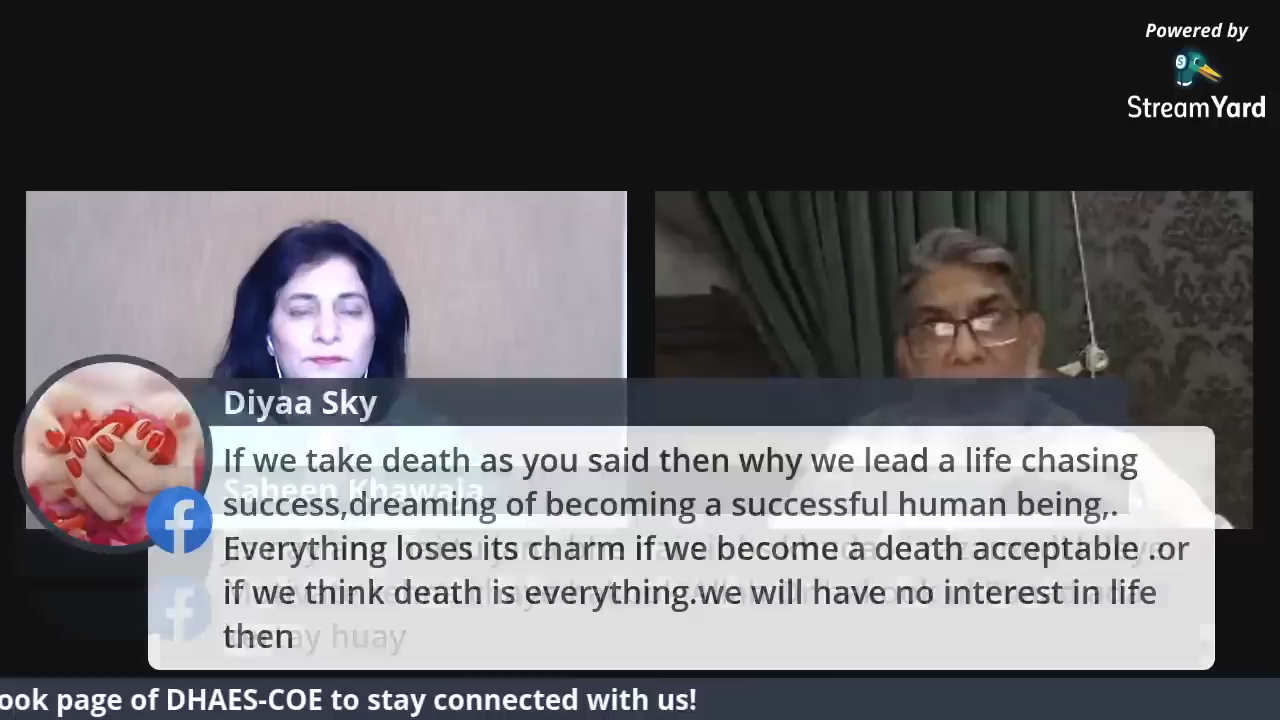 Powered by
StreamYard
Diyaa Sky
If we take death as you said then why we lead a life chasing
Saheen Khawaja
success,dreaming of becoming a successful human being,.
Everything loses its charm if we become a death acceptable .or
if we think death is everything.we will have no interest in life
then
huay
ook page of DHAES-COE to stay connected with us!